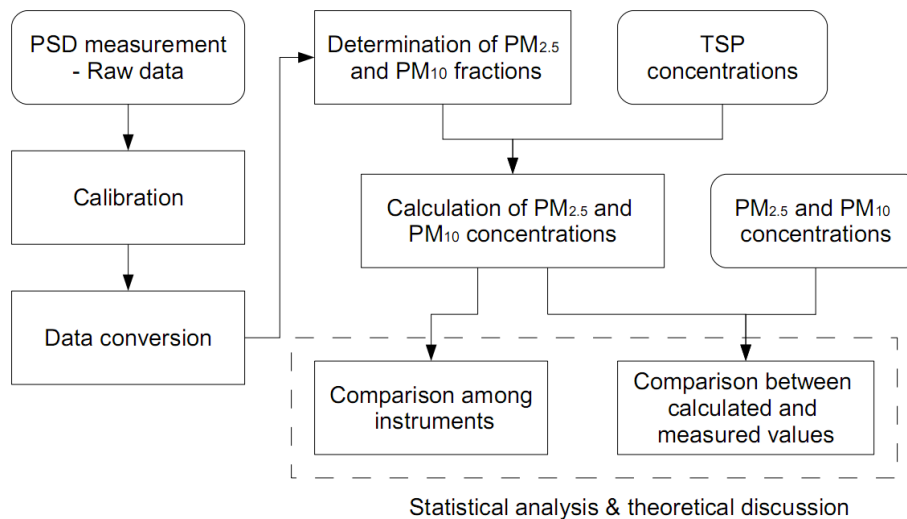 PSD measurement
- Raw data
Calibration
Data conversion
Determination of PM2.5
and PM10 fractions
TSP
concentrations
Calculation of PM2.5 and
PM10 concentrations
PM2.5 and PM10
concentrations
Comparison among
instruments
Comparison between
calculated and
measured values
Statistical analysis & theoretical discussion